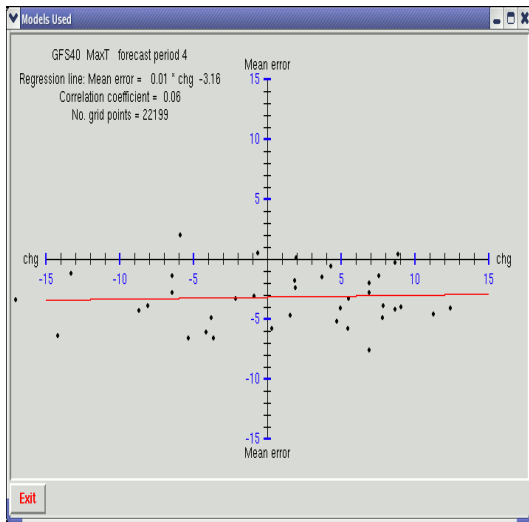 Models Used
GFS40 MaxT forecast period 4
Regression line: Mean error = 0.01 * chg -3.16
Correlation coefficient = 0.06
No. grid points = 22199
Mean error
15
10
5
chg
-15
-5
5
15
chg
-5
-10
-15
Mean error
Exit